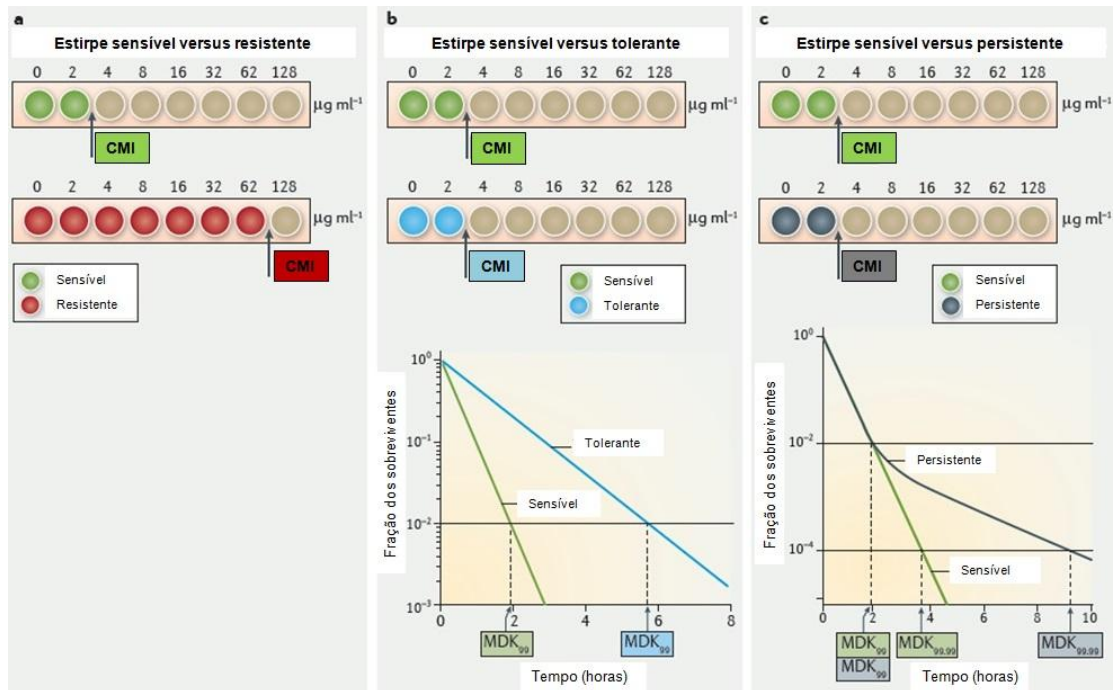 a
Estirpe sensível versus resistente
0 2 4 8 16 32 62 128
µg ml⁻¹
CMI
0 2 4 8 16 32 62 128
µg ml⁻¹
CMI
Sensível
Resistente
b
Estirpe sensível versus tolerante
0 2 4 8 16 32 62 128
µg ml⁻¹
CMI
0 2 4 8 16 32 62 128
µg ml⁻¹
CMI
Sensível
Tolerante
Fração dos sobreviventes
10⁰
10⁻¹
10⁻²
10⁻³
Tolerante
Sensível
0 2 4 6 8
MDK₉₉
MDK₉₉
Tempo (horas)
c
Estirpe sensível versus persistente
0 2 4 8 16 32 62 128
µg ml⁻¹
CMI
0 2 4 8 16 32 62 128
µg ml⁻¹
CMI
Sensível
Persistente
Fração dos sobreviventes
10⁰
10⁻²
10⁻⁴
Persistente
Sensível
0 2 4 6 8 10
MDK₉₉
MDK₉₉
MDK₉₉.₉₉
MDK₉₉.₉₉
Tempo (horas)